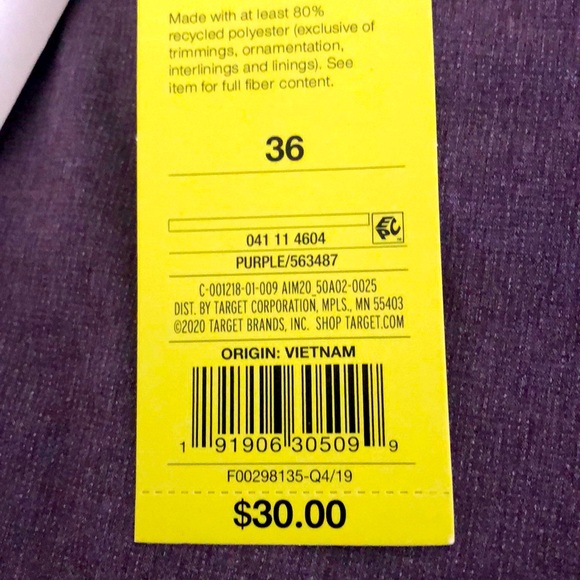 Made with at least 80%
recycled polyester (exclusive of
trimmings, ornamentation,
interlinings and linings). See
item for full fiber content.
36
EPC
041 11 4604
PURPLE/563487
C-001218-01-009 AIM20_50A02-0025
DIST. BY TARGET CORPORATION, MPLS., MN 55403
©2020 TARGET BRANDS, INC. SHOP TARGET.COM
ORIGIN: VIETNAM
1 91906 30509 9
F00298135-Q4/19
$30.00